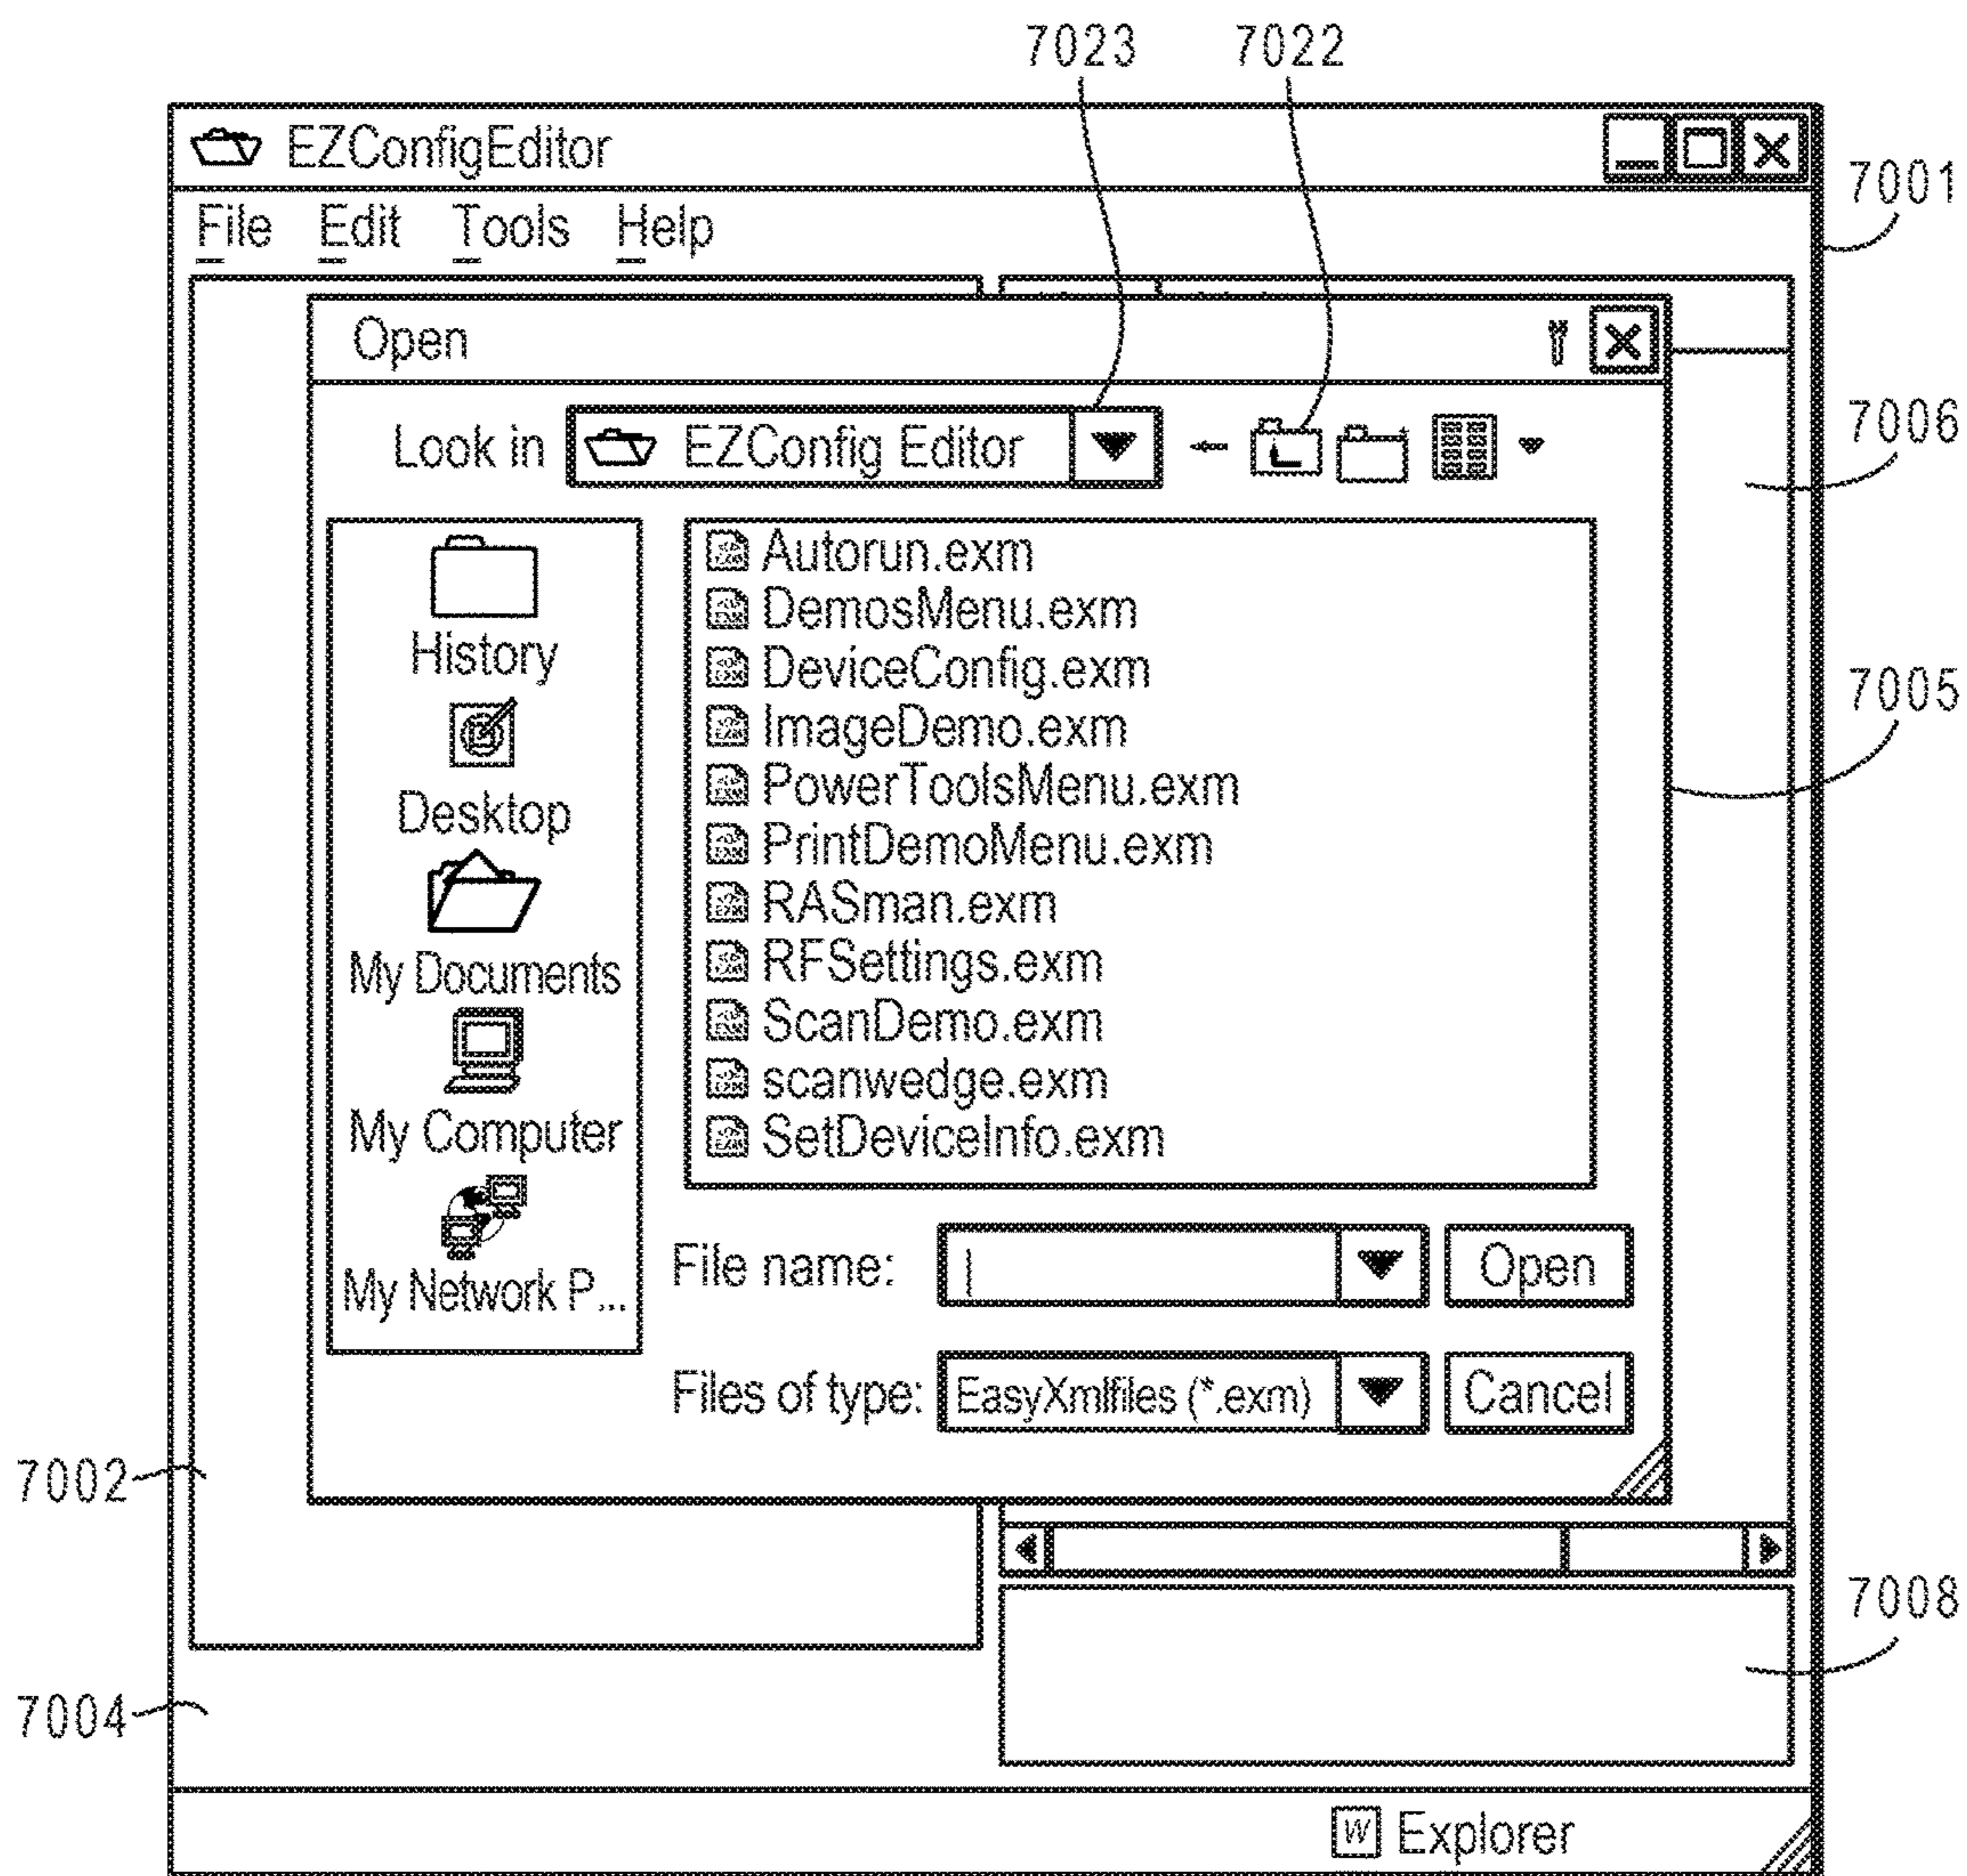 7023 7022
EZConfigEditor
7001
File Edit Tools Help
Open
Look in EZConfig Editor
7006
History
Desktop
My Documents
My Computer
My Network P...
Autorun.exm
DemosMenu.exm
DeviceConfig.exm
ImageDemo.exm
PowerToolsMenu.exm
PrintDemoMenu.exm
RASman.exm
RFSettings.exm
ScanDemo.exm
scanwedge.exm
SetDeviceInfo.exm
7005
File name: Open
Files of type: EasyXmlfiles (*.exm) Cancel
7002
7008
7004
W Explorer